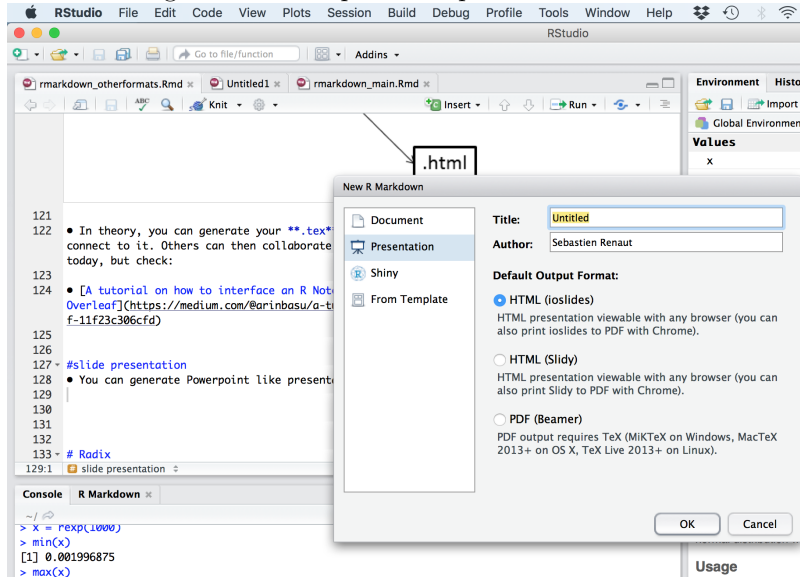 RStudio File Edit Code View Plots Session Build Debug Profile Tools Window Help
RStudio
Go to file/function Addins
rmarkdown_otherformats.Rmd Untitled1 rmarkdown_main.Rmd
ABC Knit Insert Run
.html
121
122 • In theory, you can generate your **.tex*
connect to it. Others can then collaborate
today, but check:
123
124 • [A tutorial on how to interface an R Not
Overleaf](https://medium.com/@arinbasu/a-t
f-11f23c306cfd)
125
126
127 #slide presentation
128 • You can generate Powerpoint like present
129
130
131
132
133 # Radix
129:1 # slide presentation
Console R Markdown
~/
> x = rexp(1000)
> min(x)
[1] 0.001996875
> max(x)
Environment Histo
Import
Global Environmen
Values
x
New R Markdown
Document
Presentation
Shiny
From Template
Title: Untitled
Author: Sebastien Renaut
Default Output Format:
HTML (ioslides)
HTML presentation viewable with any browser (you can
also print ioslides to PDF with Chrome).
HTML (Slidy)
HTML presentation viewable with any browser (you can
also print Slidy to PDF with Chrome).
PDF (Beamer)
PDF output requires TeX (MiKTeX on Windows, MacTeX
2013+ on OS X, TeX Live 2013+ on Linux).
OK Cancel
Usage